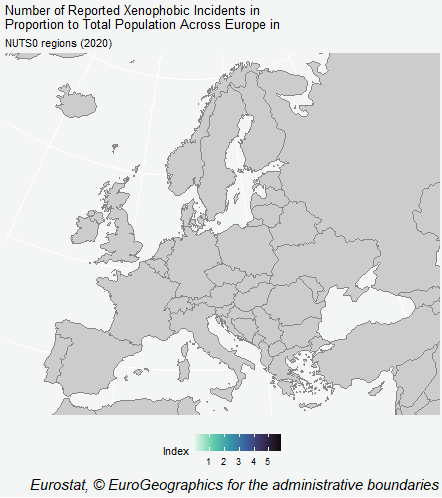 Number of Reported Xenophobic Incidents in
Proportion to Total Population Across Europe in
NUTS0 regions (2020)
Index
1 2 3 4 5
Eurostat, © EuroGeographics for the administrative boundaries